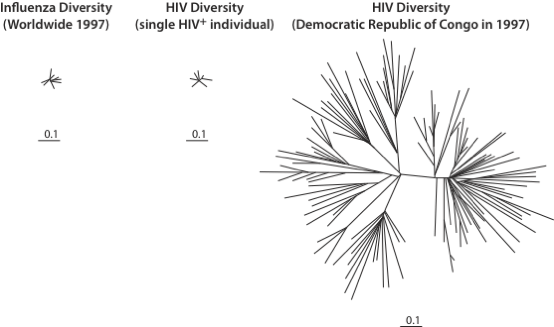 Influenza Diversity
(Worldwide 1997)
HIV Diversity
(single HIV+ individual)
HIV Diversity
(Democratic Republic of Congo in 1997)
0.1
0.1
0.1